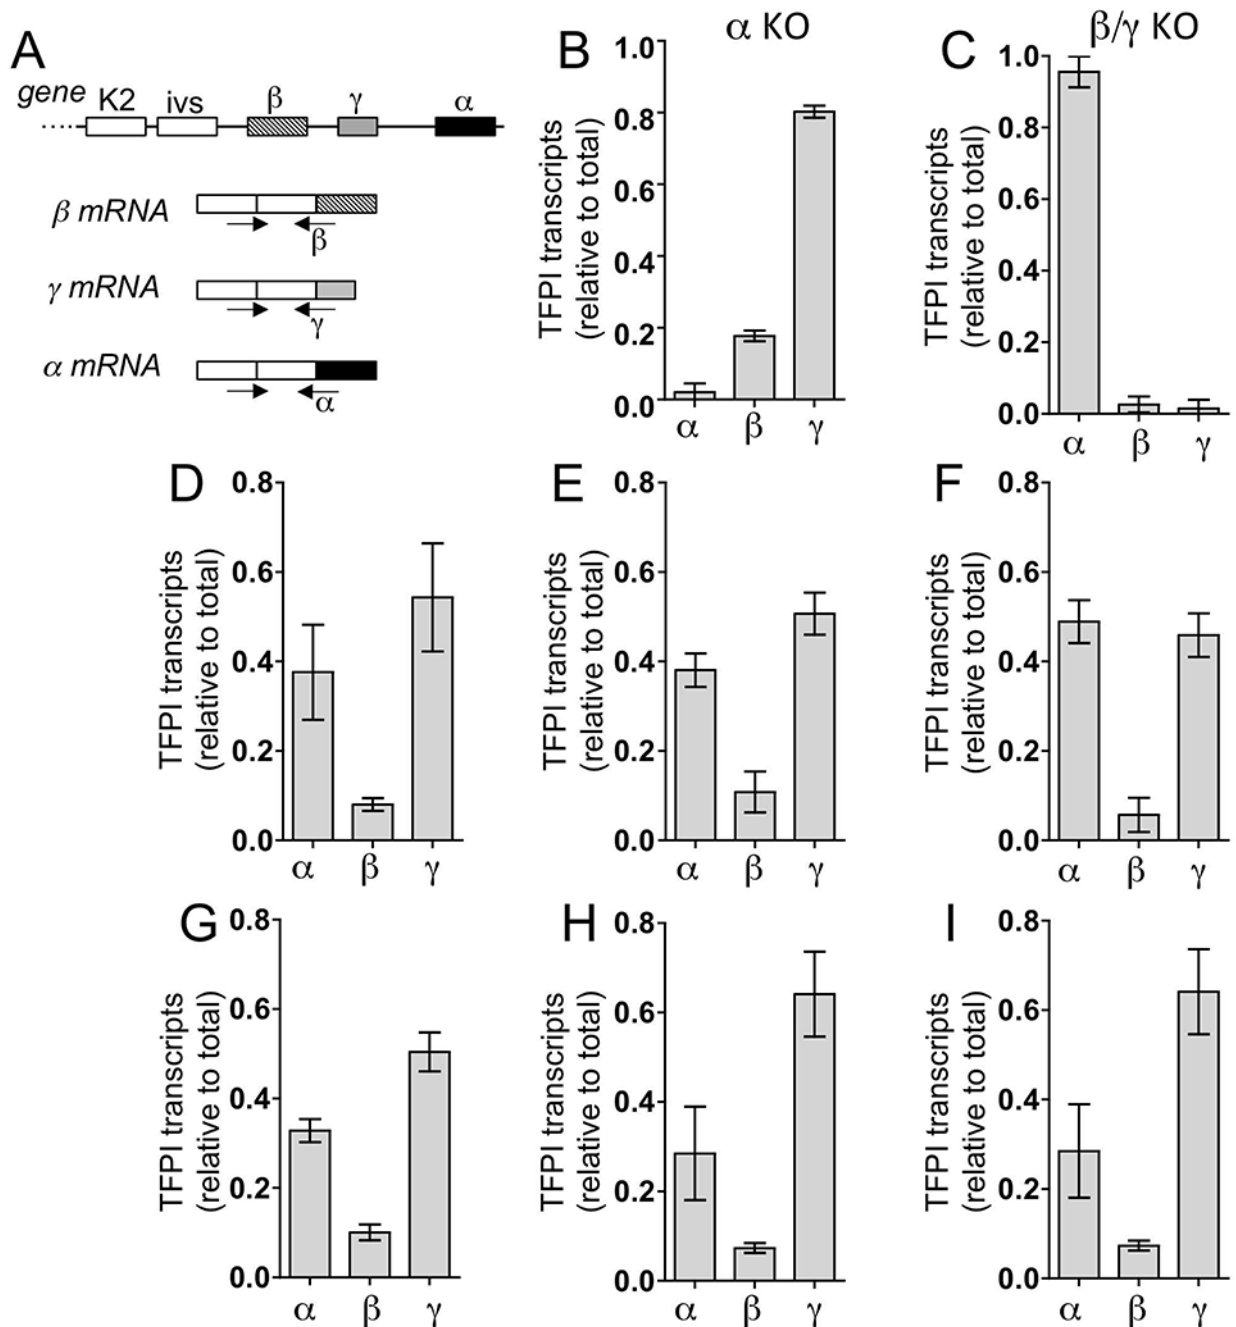 A
gene K2 ivs β γ α
β mRNA
β
γ mRNA
γ
α mRNA
α
B
α KO
TFPI transcripts
(relative to total)
1.0
0.8
0.6
0.4
0.2
0.0
α β γ
C
β/γ KO
TFPI transcripts
(relative to total)
1.0
0.8
0.6
0.4
0.2
0.0
α β γ
D
TFPI transcripts
(relative to total)
0.8
0.6
0.4
0.2
0.0
α β γ
E
TFPI transcripts
(relative to total)
0.8
0.6
0.4
0.2
0.0
α β γ
F
TFPI transcripts
(relative to total)
0.8
0.6
0.4
0.2
0.0
α β γ
G
TFPI transcripts
(relative to total)
0.8
0.6
0.4
0.2
0.0
α β γ
H
TFPI transcripts
(relative to total)
0.8
0.6
0.4
0.2
0.0
α β γ
I
TFPI transcripts
(relative to total)
0.8
0.6
0.4
0.2
0.0
α β γ